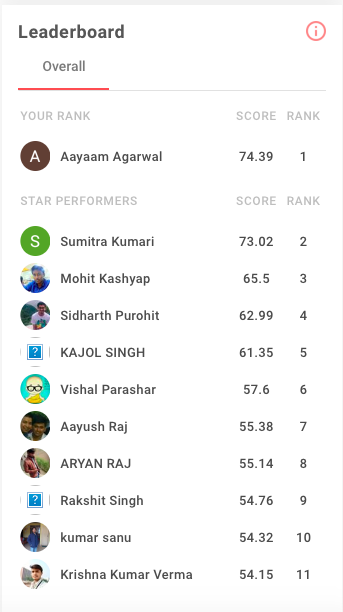 Leaderboard
Overall
YOUR RANK SCORE RANK
A Aayaam Agarwal 74.39 1
STAR PERFORMERS SCORE RANK
S Sumitra Kumari 73.02 2
Mohit Kashyap 65.5 3
Sidharth Purohit 62.99 4
? KAJOL SINGH 61.35 5
Vishal Parashar 57.6 6
Aayush Raj 55.38 7
ARYAN RAJ 55.14 8
? Rakshit Singh 54.76 9
kumar sanu 54.32 10
Krishna Kumar Verma 54.15 11